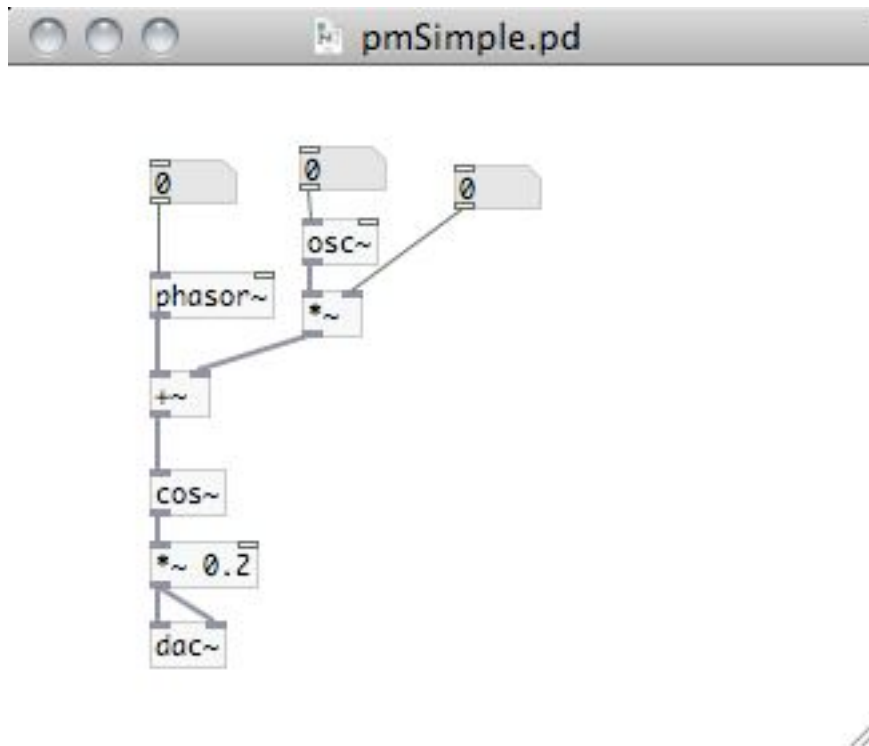 pmSimple.pd
0
0
0
osc~
phasor~
*~
+~
cos~
*~ 0.2
dac~